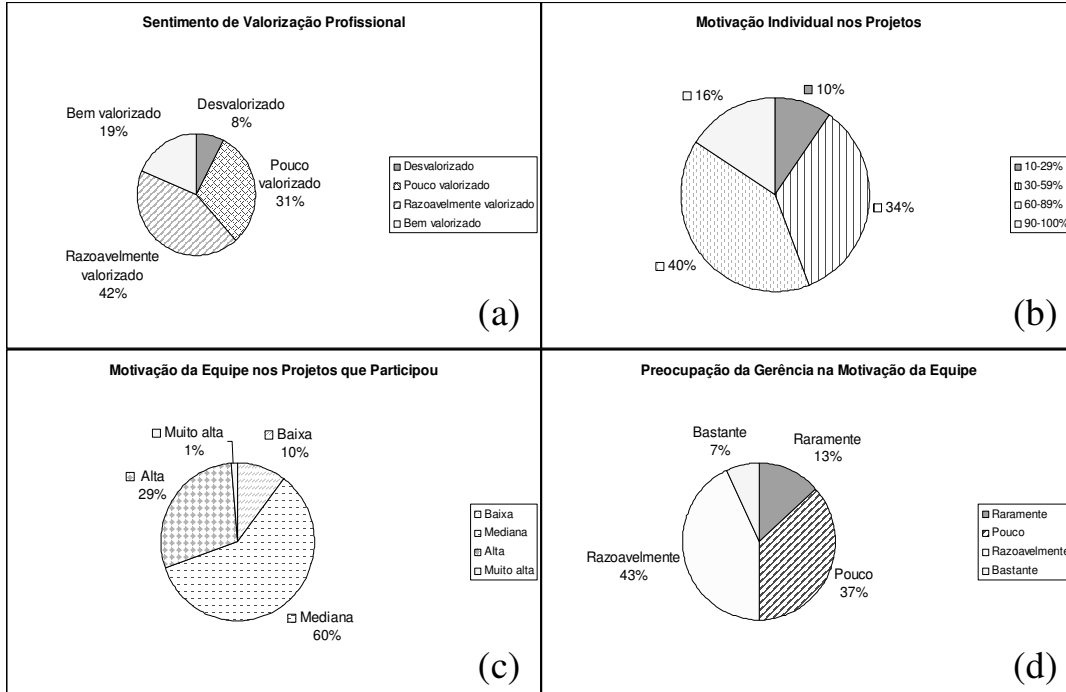 Sentimento de Valorização Profissional
Bem valorizado
19%
Desvalorizado
8%
Pouco
valorizado
31%
Razoavelmente
valorizado
42%
Desvalorizado
Pouco valorizado
Razoavelmente valorizado
Bem valorizado
(a)
Motivação Individual nos Projetos
16%
10%
34%
40%
10-29%
30-59%
60-89%
90-100%
(b)
Motivação da Equipe nos Projetos que Participou
Muito alta
1%
Baixa
10%
Alta
29%
Mediana
60%
Baixa
Mediana
Alta
Muito alta
(c)
Preocupação da Gerência na Motivação da Equipe
Bastante
7%
Raramente
13%
Razoavelmente
43%
Pouco
37%
Raramente
Pouco
Razoavelmente
Bastante
(d)